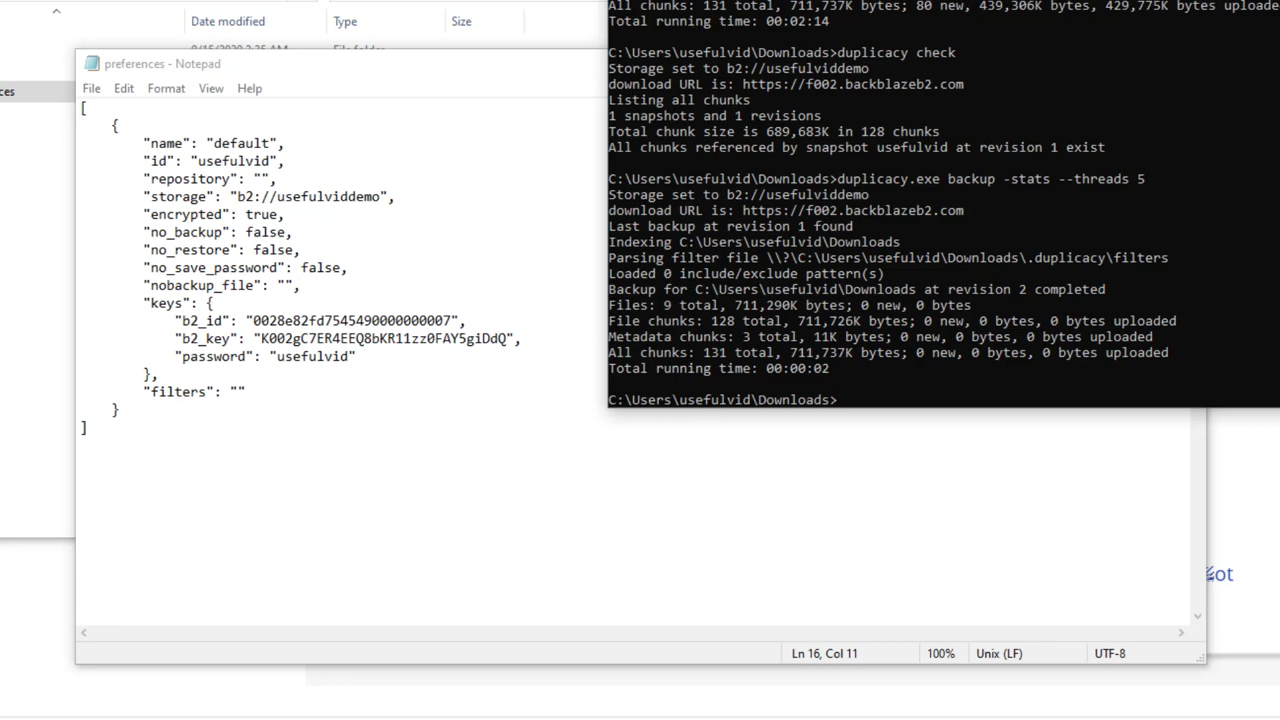 Date modified Type Size
ces
preferences - Notepad
File Edit Format View Help
[
{
"name": "default",
"id": "usefulvid",
"repository": "",
"storage": "b2://usefulviddemo",
"encrypted": true,
"no_backup": false,
"no_restore": false,
"no_save_password": false,
"nobackup_file": "",
"keys": {
"b2_id": "0028e82fd7545490000000007",
"b2_key": "K002gC7ER4EEQ8bKR11zz0FAY5giDdQ",
"password": "usefulvid"
},
"filters": ""
}
]
Ln 16, Col 11 100% Unix (LF) UTF-8
All chunks: 131 total, 711,737K bytes; 80 new, 439,306K bytes, 429,775K bytes uploade
Total running time: 00:02:14
C:\Users\usefulvid\Downloads>duplicacy check
Storage set to b2://usefulviddemo
download URL is: https://f002.backblazeb2.com
Listing all chunks
1 snapshots and 1 revisions
Total chunk size is 689,683K in 128 chunks
All chunks referenced by snapshot usefulvid at revision 1 exist
C:\Users\usefulvid\Downloads>duplicacy.exe backup -stats --threads 5
Storage set to b2://usefulviddemo
download URL is: https://f002.backblazeb2.com
Last backup at revision 1 found
Indexing C:\Users\usefulvid\Downloads
Parsing filter file \\?\C:\Users\usefulvid\Downloads\.duplicacy\filters
Loaded 0 include/exclude pattern(s)
Backup for C:\Users\usefulvid\Downloads at revision 2 completed
Files: 9 total, 711,290K bytes; 0 new, 0 bytes
File chunks: 128 total, 711,726K bytes; 0 new, 0 bytes, 0 bytes uploaded
Metadata chunks: 3 total, 11K bytes; 0 new, 0 bytes, 0 bytes uploaded
All chunks: 131 total, 711,737K bytes; 0 new, 0 bytes, 0 bytes uploaded
Total running time: 00:00:02
C:\Users\usefulvid\Downloads>
ot